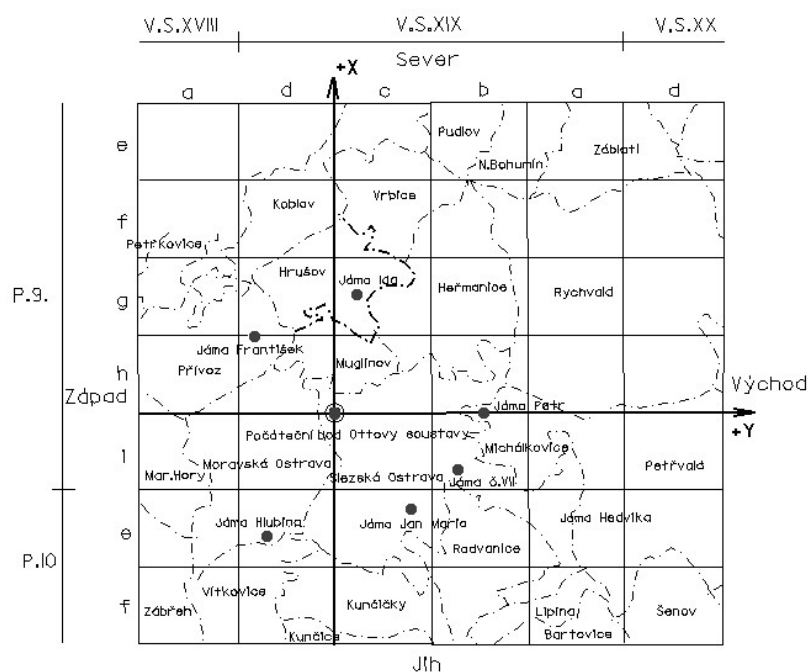 V.S.XVIII V.S.XIX V.S.XX
Sever
+X
a d c b a d
e Pudlov
N.Bohumín Záblatí
Koblov Vrbice
f
Petřkovice
Hrušov Jáma Ida Heřmanice Rychvald
P.9. g
Jáma František Muglinov
h Přívoz
Západ Východ
Jáma Petr
+Y
Počáteční bod Ottovy soustavy
Michálkovice
i Moravská Ostrava Petřvald
Mar.Hory Slezská Ostrava Jáma č.VII
Jáma Hlubina Jáma Jan Maria Jáma Hedvika
e
Radvanice
P.10
Vítkovice
f Zábřeh Kunčičky Lipina Šenov
Kunčice Bartovice
Jih